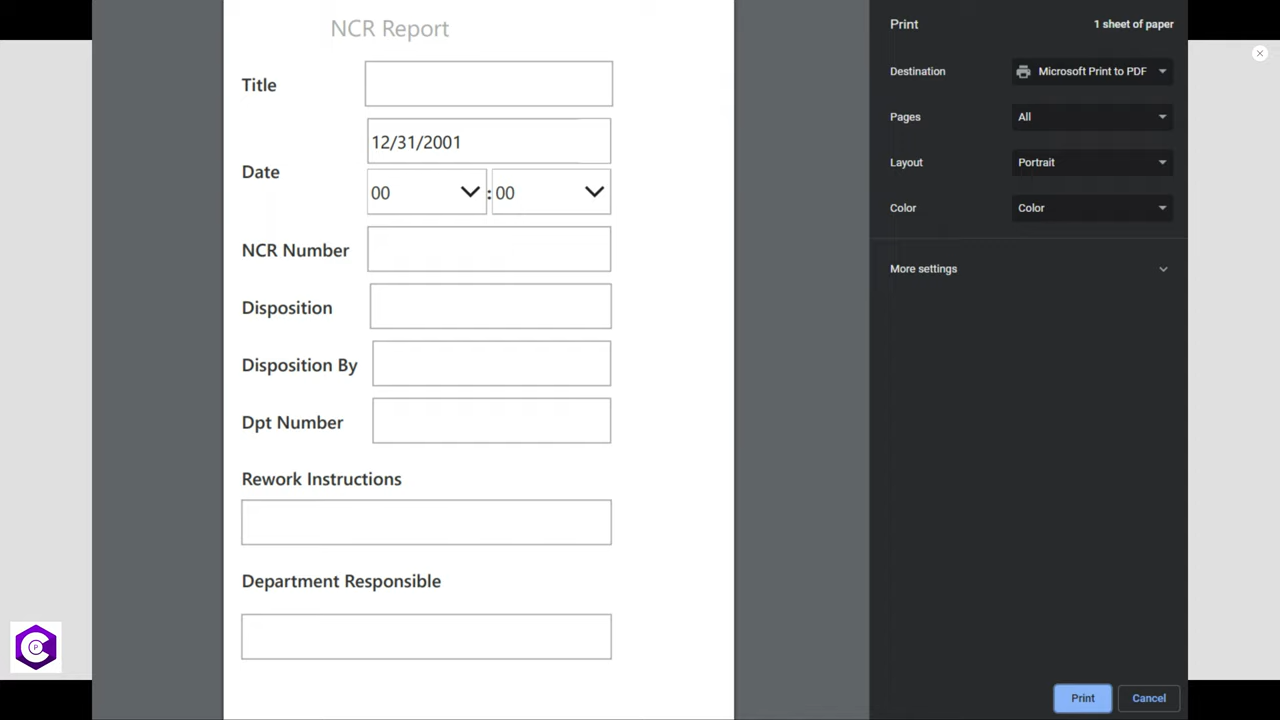 NCR Report
Title
12/31/2001
Date
00 : 00
NCR Number
Disposition
Disposition By
Dpt Number
Rework Instructions
Department Responsible
Print 1 sheet of paper
Destination Microsoft Print to PDF
Pages All
Layout Portrait
Color Color
More settings
Print Cancel
C P